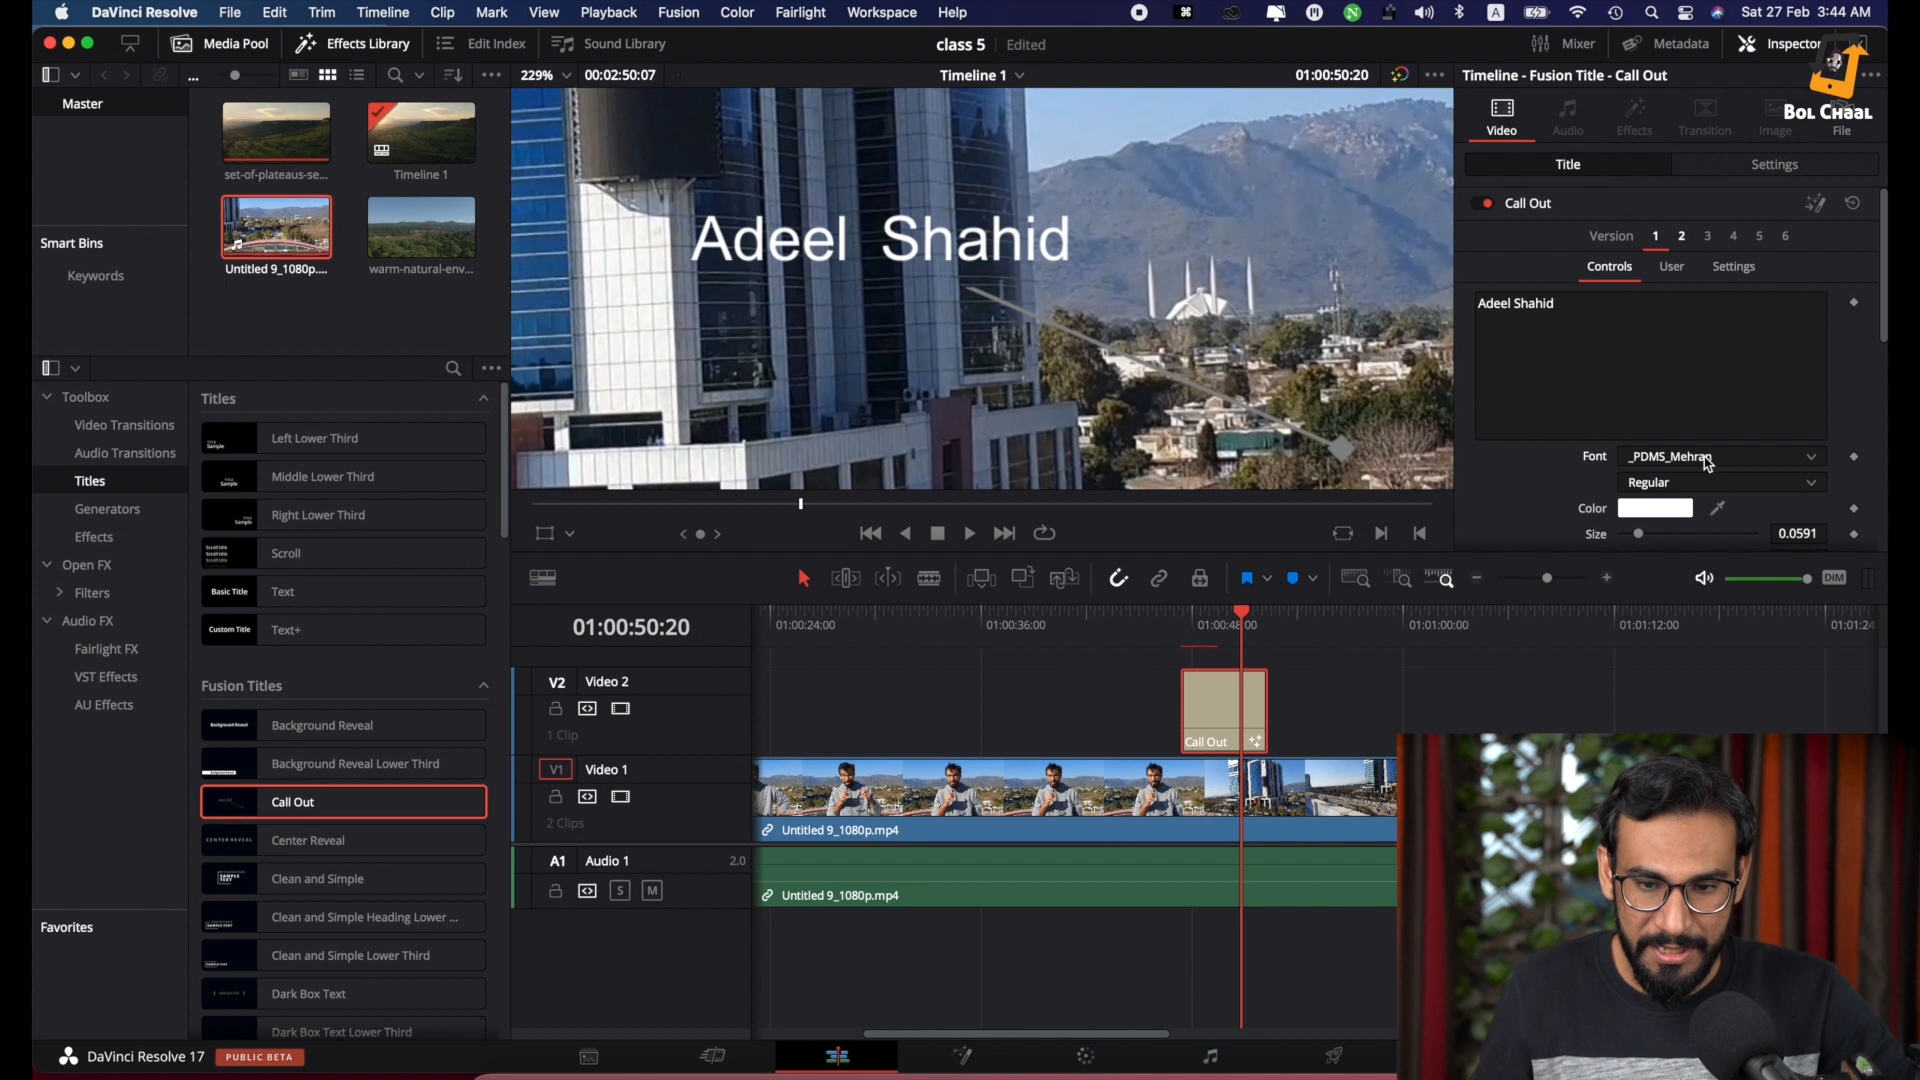 DaVinci Resolve File Edit Trim Timeline Clip Mark View Playback Fusion Color Fairlight Workspace Help
A Sat 27 Feb 3:44 AM
Media Pool Effects Library Edit Index Sound Library class 5 Edited Mixer Metadata Inspector
229% 00:02:50:07 Timeline 1 01:00:50:20 Timeline - Fusion Title - Call Out
BOL CHAAL
Master
set-of-plateaus-se...
Timeline 1
Untitled 9_1080p....
warm-natural-env...
Smart Bins
Keywords
Adeel Shahid
Video Audio Effects Transition Image File
Title Settings
Call Out
Version 1 2 3 4 5 6
Controls User Settings
Adeel Shahid
Font _PDMS_Mehran
Regular
Color
Size 0.0591
Toolbox
Video Transitions
Audio Transitions
Titles
Generators
Effects
Open FX
Filters
Audio FX
Fairlight FX
VST Effects
AU Effects
Favorites
Titles
Left Lower Third
Middle Lower Third
Right Lower Third
Scroll
Basic Title Text
Custom Title Text+
Fusion Titles
Background Reveal
Background Reveal Lower Third
Call Out
CENTER REVEAL Center Reveal
SAMPLE TEXT Clean and Simple
Clean and Simple Heading Lower ...
Clean and Simple Lower Third
Dark Box Text
Dark Box Text Lower Third
DIM
01:00:50:20
01:00:24:00 01:00:36:00 01:00:48:00 01:01:00:00 01:01:12:00 01:01:24
V2 Video 2
1 Clip
Call Out
V1 Video 1
2 Clips
Untitled 9_1080p.mp4
A1 Audio 1 2.0
S M
Untitled 9_1080p.mp4
DaVinci Resolve 17 PUBLIC BETA